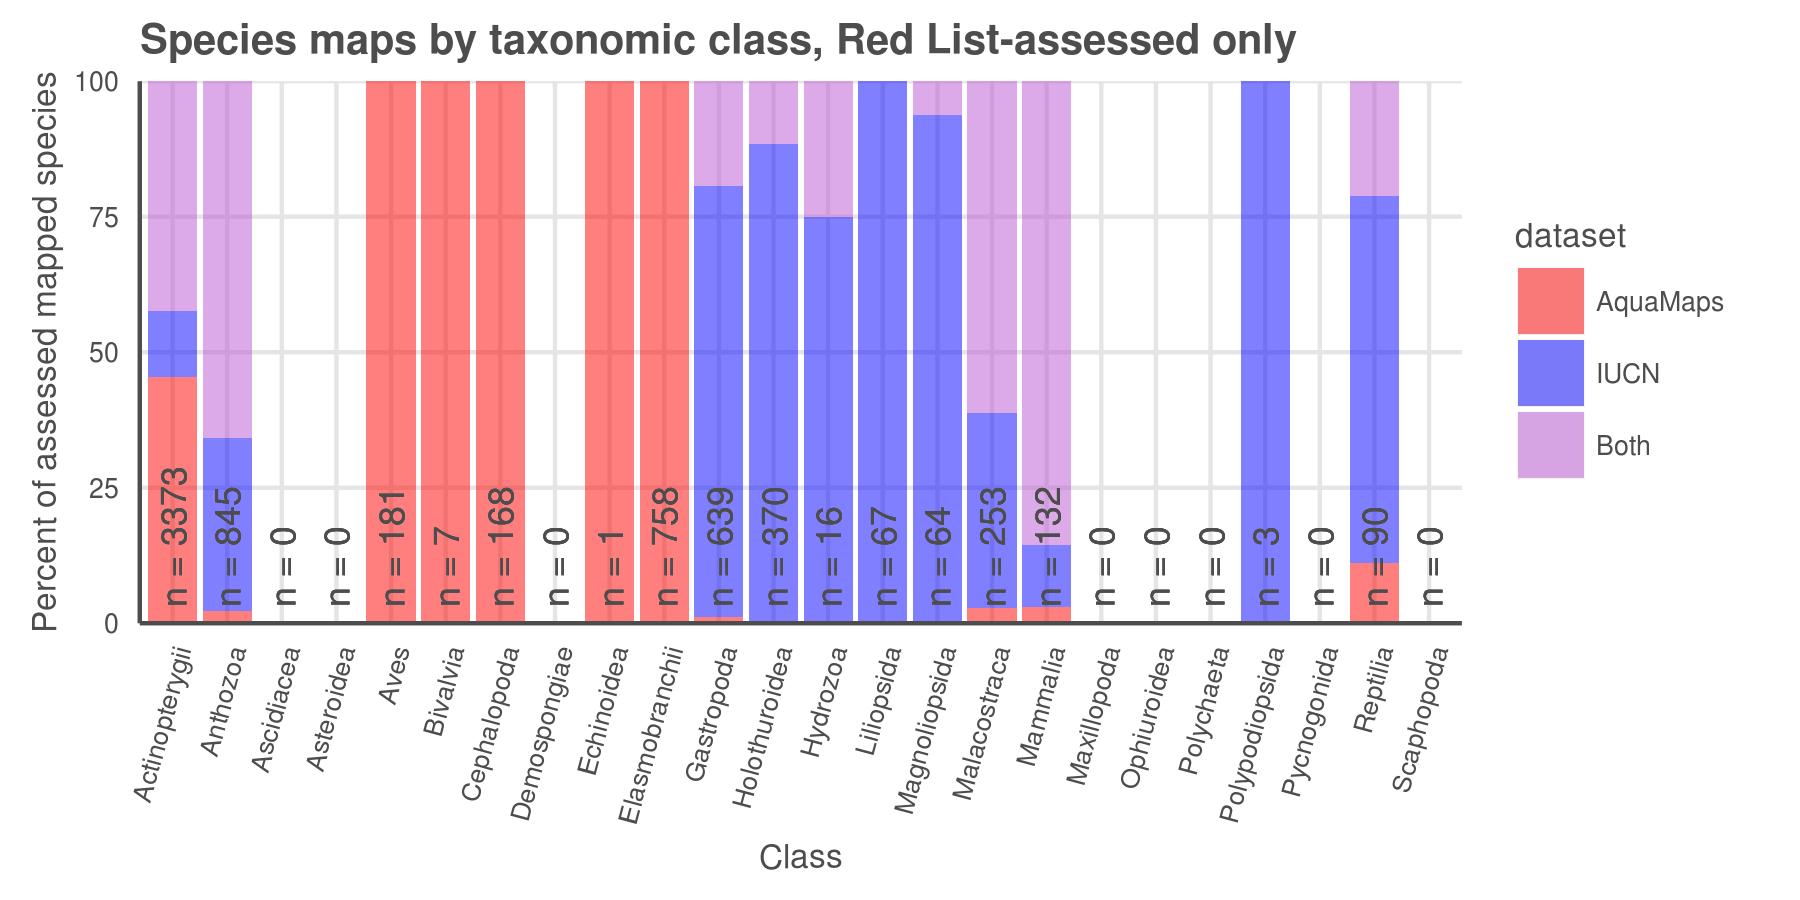 Species maps by taxonomic class, Red List-assessed only
Percent of assessed mapped species
100
75
50
25
0
n = 3373
n = 845
n = 0
n = 0
n = 181
n = 7
n = 168
n = 0
n = 1
n = 758
n = 639
n = 370
n = 16
n = 67
n = 64
n = 253
n = 132
n = 0
n = 0
n = 0
n = 3
n = 0
n = 90
n = 0
Actinopterygii
Anthozoa
Ascidiacea
Asteroidea
Aves
Bivalvia
Cephalopoda
Demospongiae
Echinoidea
Elasmobranchii
Gastropoda
Holothuroidea
Hydrozoa
Liliopsida
Magnoliopsida
Malacostraca
Mammalia
Maxillopoda
Ophiuroidea
Polychaeta
Polypodiopsida
Pycnogonida
Reptilia
Scaphopoda
Class
dataset
AquaMaps
IUCN
Both